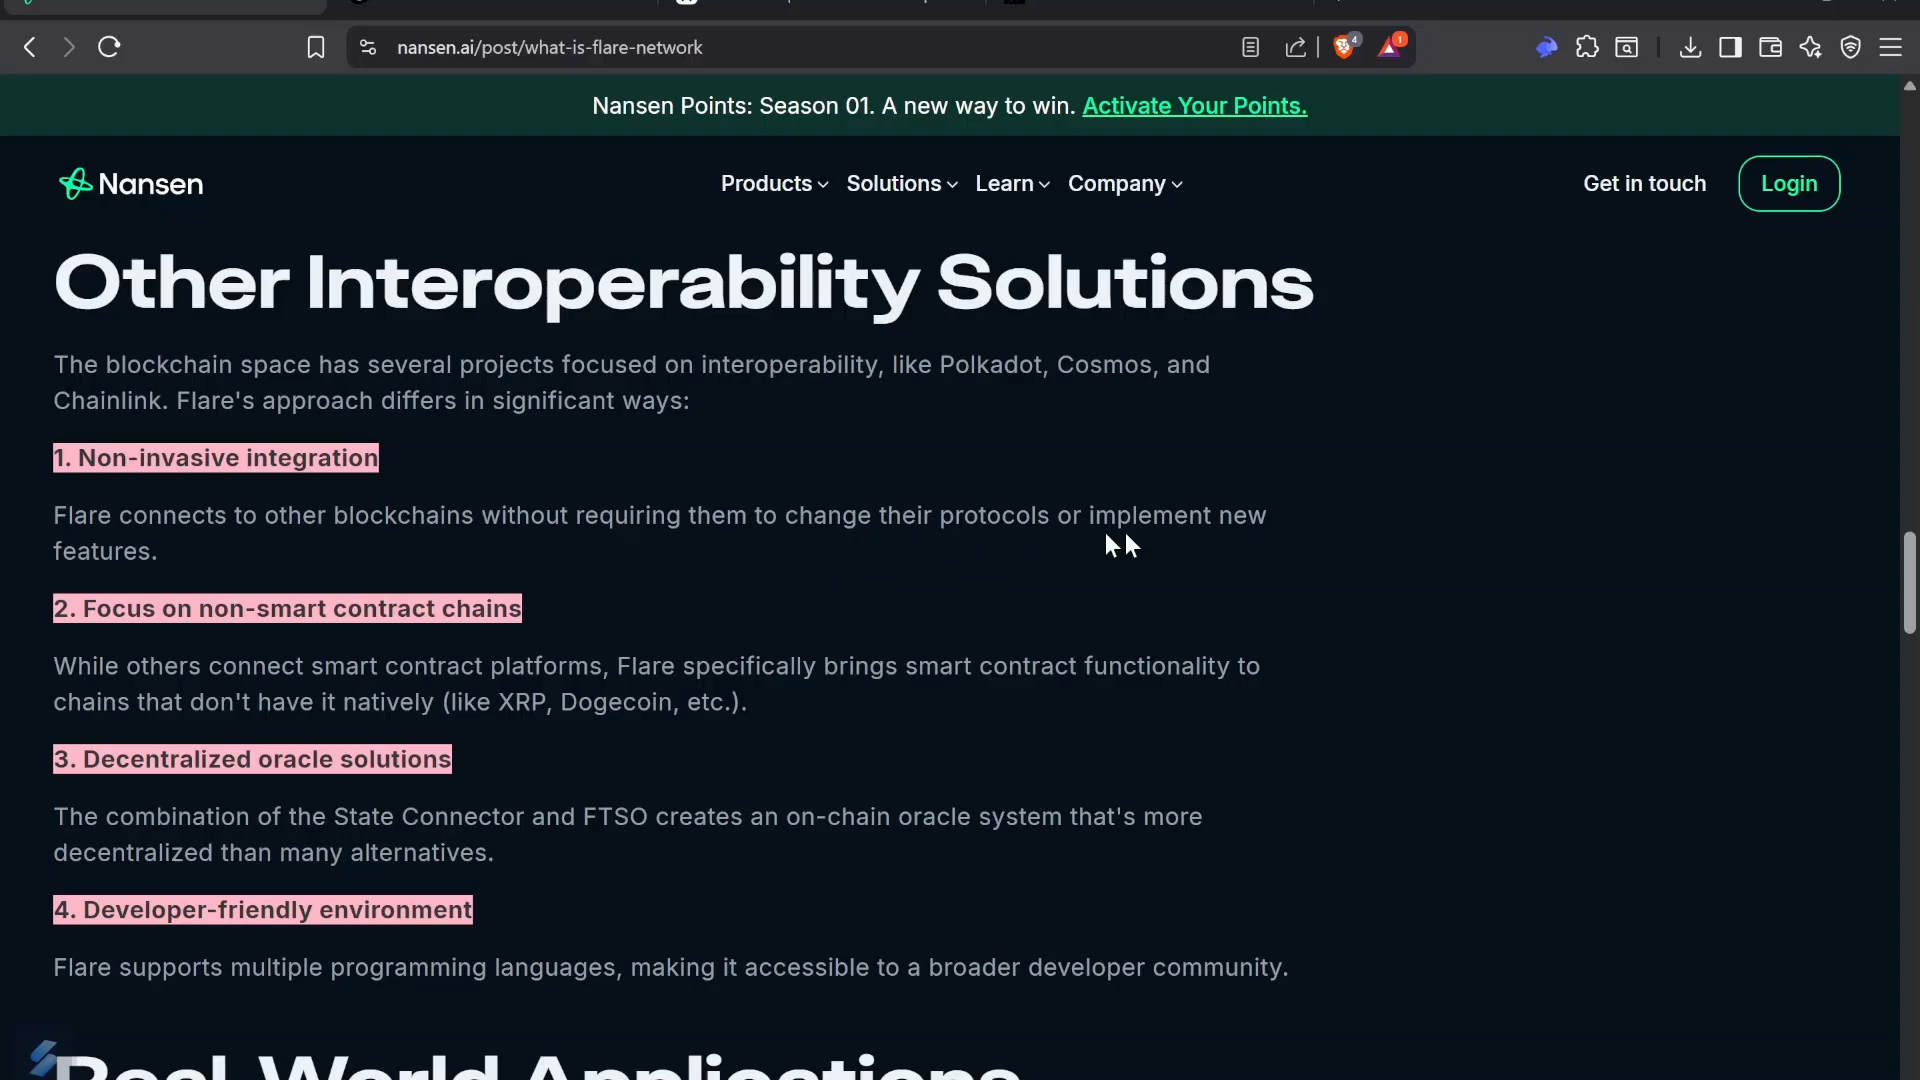 nansen.ai/post/what-is-flare-network
4
1
Nansen Points: Season 01. A new way to win. Activate Your Points.
Nansen
Products
Solutions
Learn
Company
Get in touch
Login
Other Interoperability Solutions
The blockchain space has several projects focused on interoperability, like Polkadot, Cosmos, and
Chainlink. Flare's approach differs in significant ways:
1. Non-invasive integration
Flare connects to other blockchains without requiring them to change their protocols or implement new
features.
2. Focus on non-smart contract chains
While others connect smart contract platforms, Flare specifically brings smart contract functionality to
chains that don't have it natively (like XRP, Dogecoin, etc.).
3. Decentralized oracle solutions
The combination of the State Connector and FTSO creates an on-chain oracle system that's more
decentralized than many alternatives.
4. Developer-friendly environment
Flare supports multiple programming languages, making it accessible to a broader developer community.
Real-World Applications